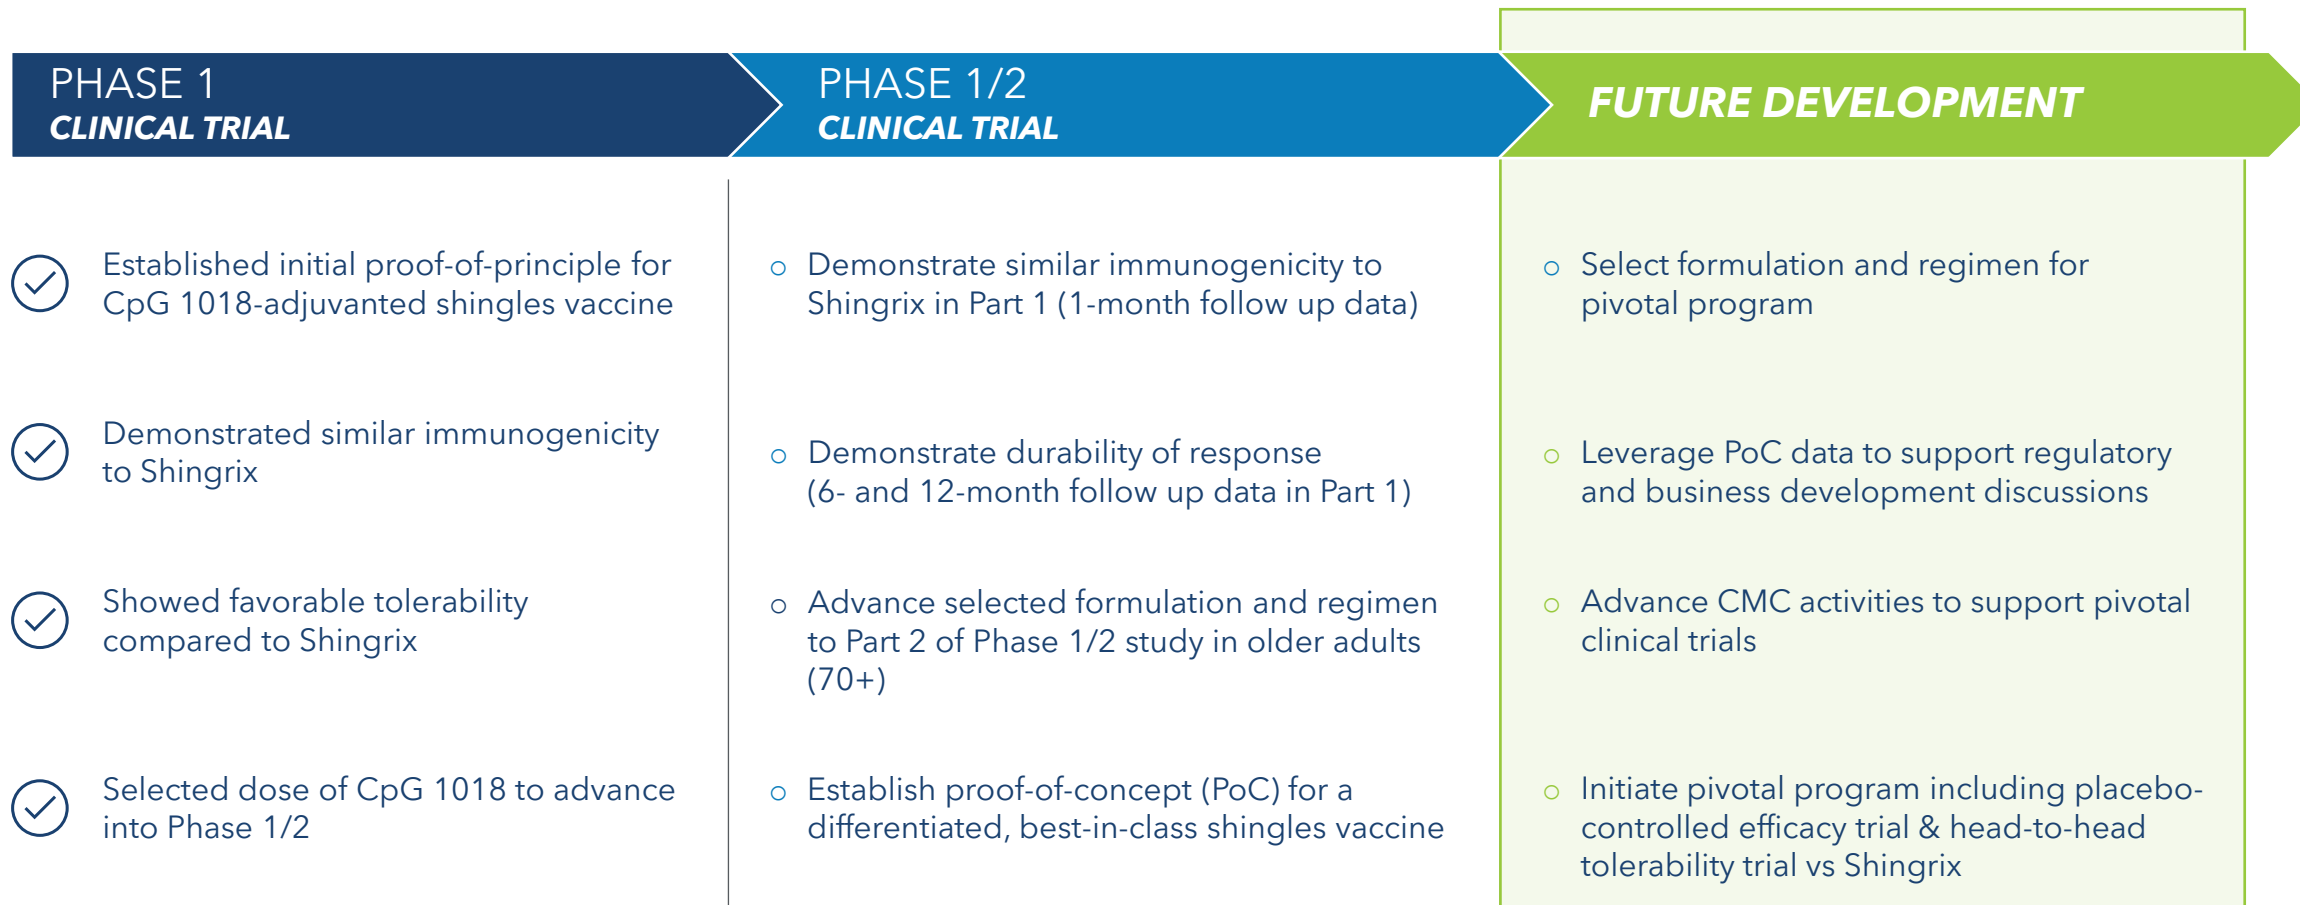 PHASE 1
CLINICAL TRIAL
Established initial proof-of-principle for
CpG 1018-adjuvanted shingles vaccine
Demonstrated similar immunogenicity
to Shingrix
Showed favorable tolerability
compared to Shingrix
Selected dose of CpG 1018 to advance
into Phase 1/2
PHASE 1/2
CLINICAL TRIAL
Demonstrate similar immunogenicity to
Shingrix in Part 1 (1-month follow up data)
Demonstrate durability of response
(6- and 12-month follow up data in Part 1)
Advance selected formulation and regimen
to Part 2 of Phase 1/2 study in older adults
(70+)
Establish proof-of-concept (PoC) for a
differentiated, best-in-class shingles vaccine
FUTURE DEVELOPMENT
Select formulation and regimen for
pivotal program
Leverage PoC data to support regulatory
and business development discussions
Advance CMC activities to support pivotal
clinical trials
Initiate pivotal program including placebo-
controlled efficacy trial & head-to-head
tolerability trial vs Shingrix